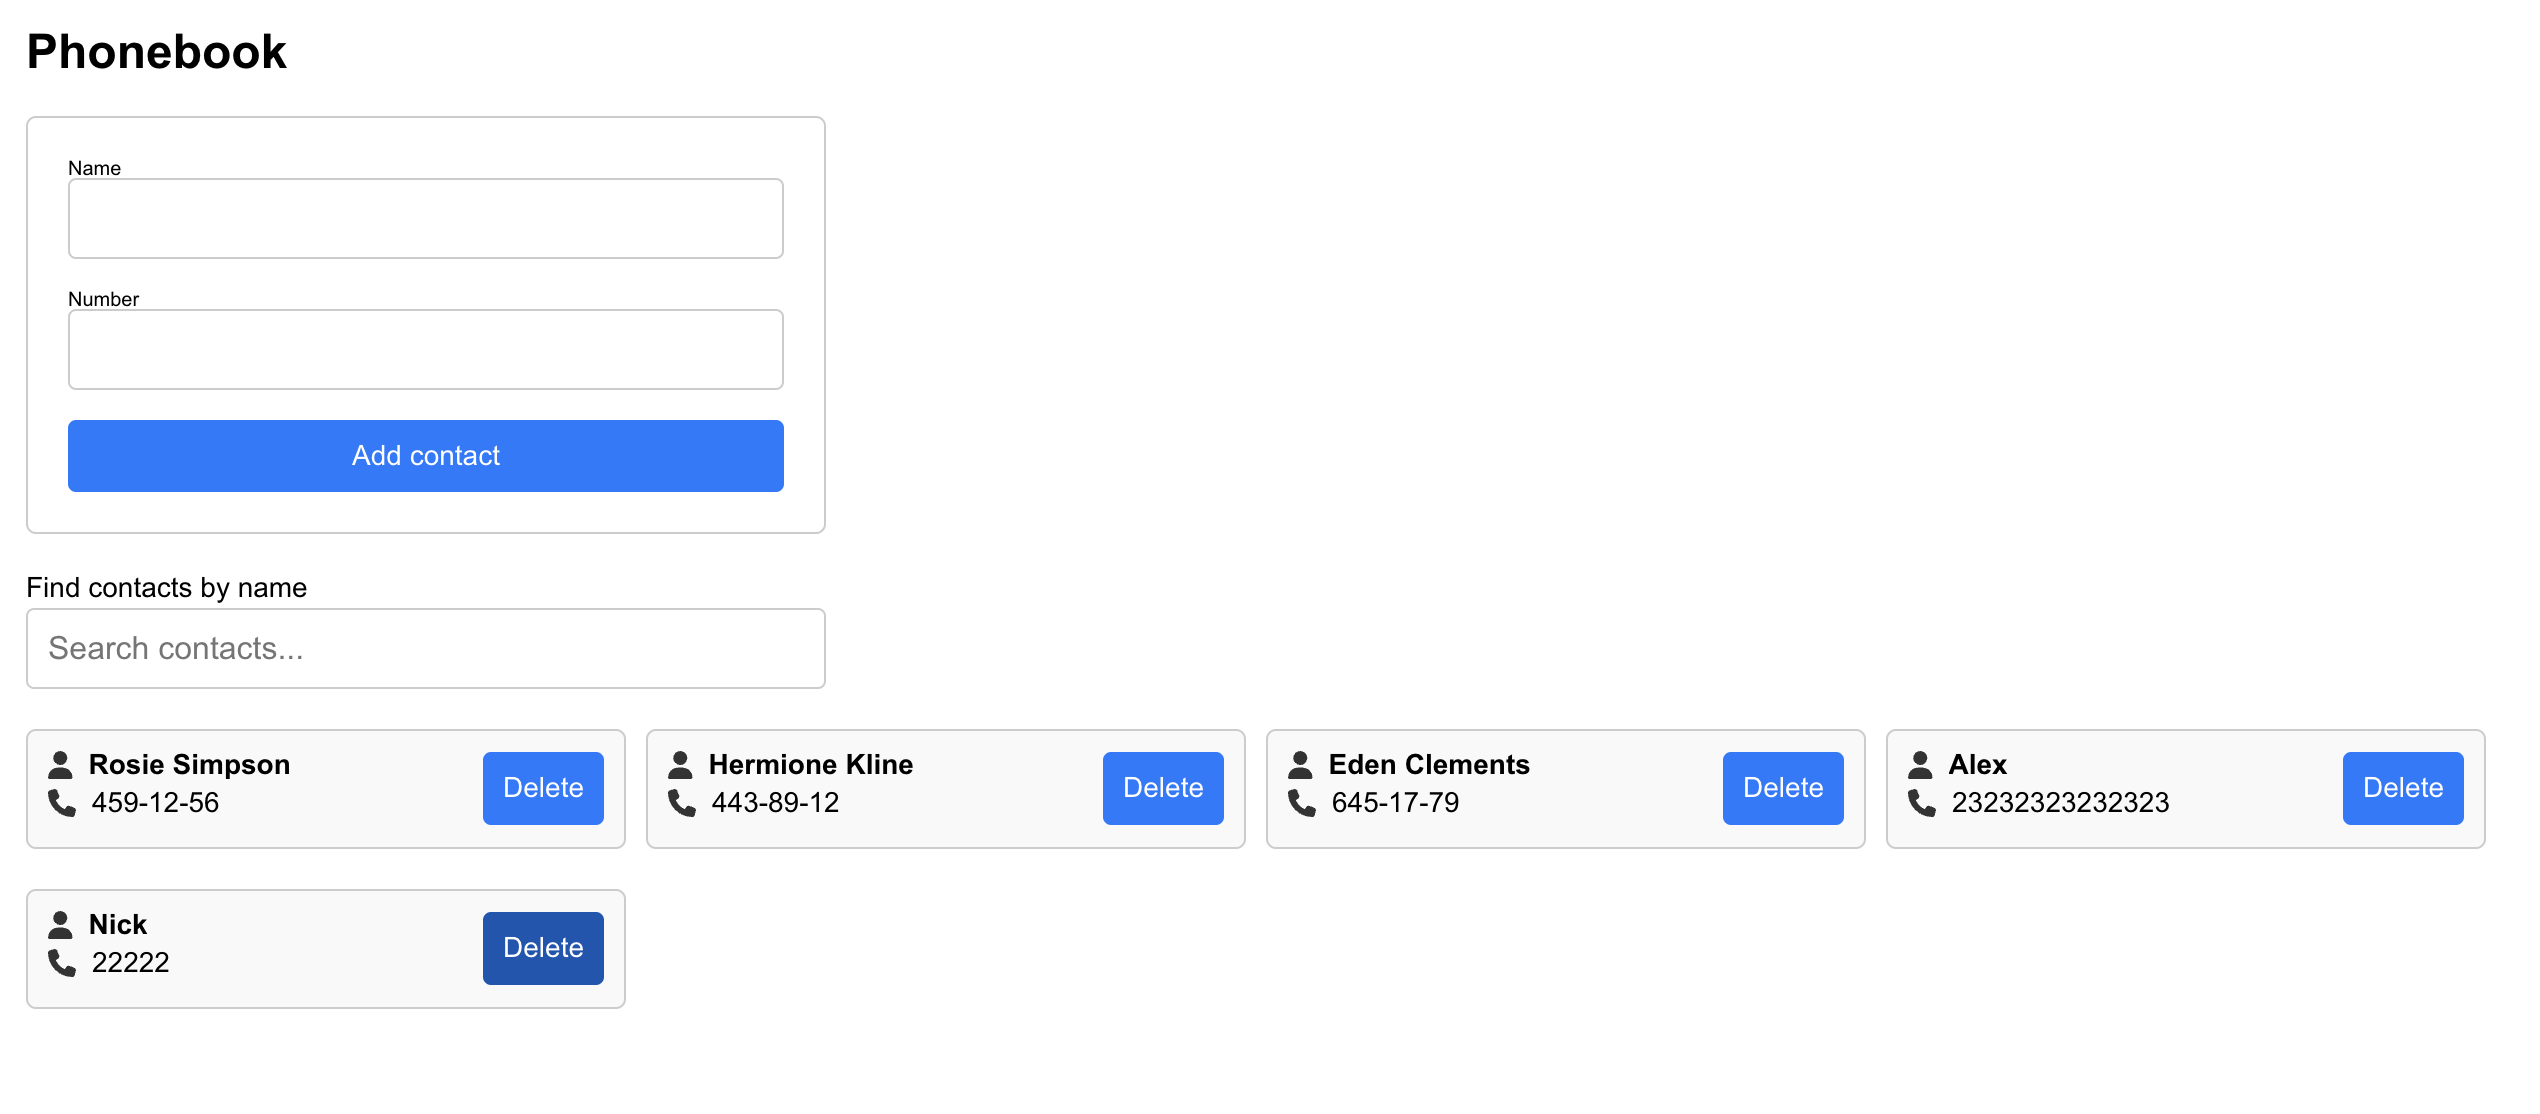 Phonebook
Name
Number
Add contact
Find contacts by name
Search contacts...
Rosie Simpson
459-12-56
Delete
Hermione Kline
443-89-12
Delete
Eden Clements
645-17-79
Delete
Alex
23232323232323
Delete
Nick
22222
Delete